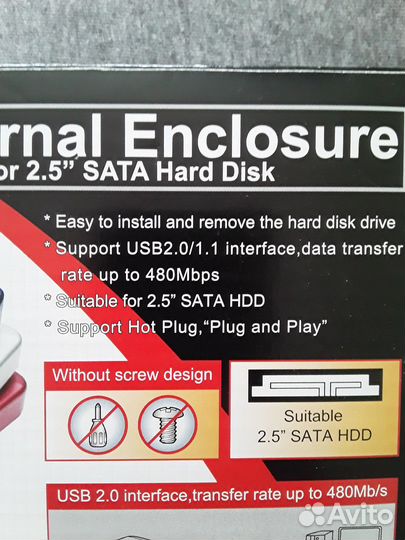 rnal Enclosure
or 2.5” SATA Hard Disk
* Easy to install and remove the hard disk drive
* Support USB2.0/1.1 interface,data transfer
rate up to 480Mbps
* Suitable for 2.5” SATA HDD
* Support Hot Plug,“Plug and Play”
Without screw design
Suitable
2.5” SATA HDD
USB 2.0 interface,transfer rate up to 480Mb/s
Avito